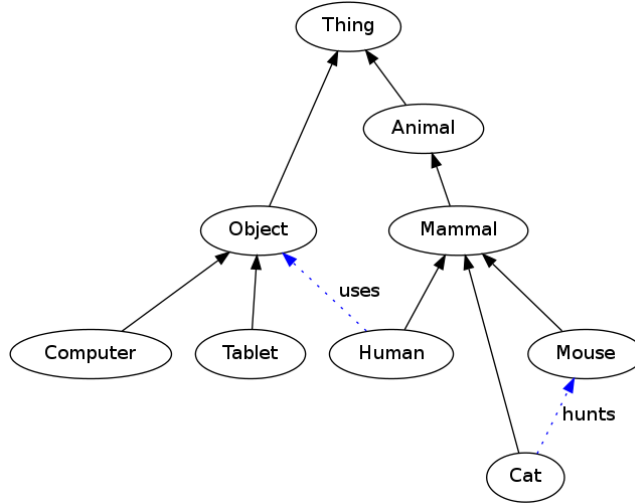 Thing
Animal
Object
Mammal
uses
Computer
Tablet
Human
Mouse
hunts
Cat